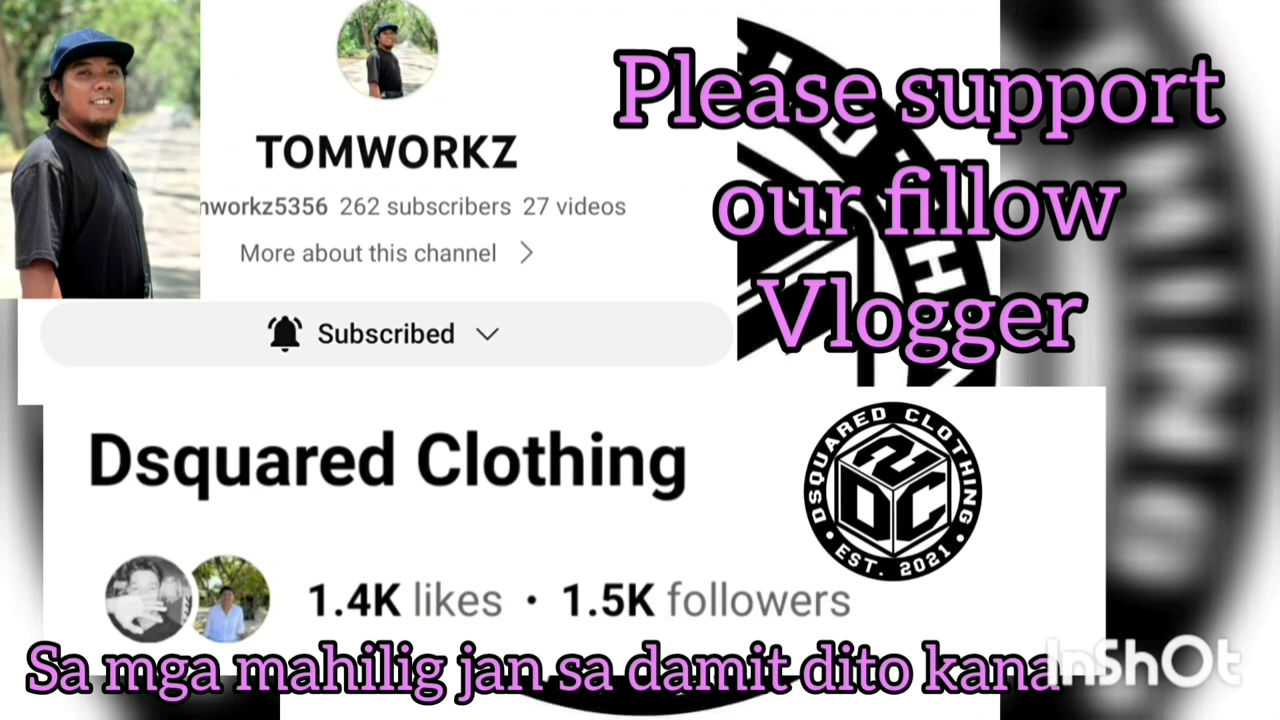 TOMWORKZ
nworkz5356 262 subscribers 27 videos
More about this channel
Subscribed
Please support
our fillow
Vlogger
Dsquared Clothing
DSQUARED CLOTHING
2
DC
EST. 2021
1.4K likes • 1.5K followers
Sa mga mahilig jan sa damit dito kana
InShOt